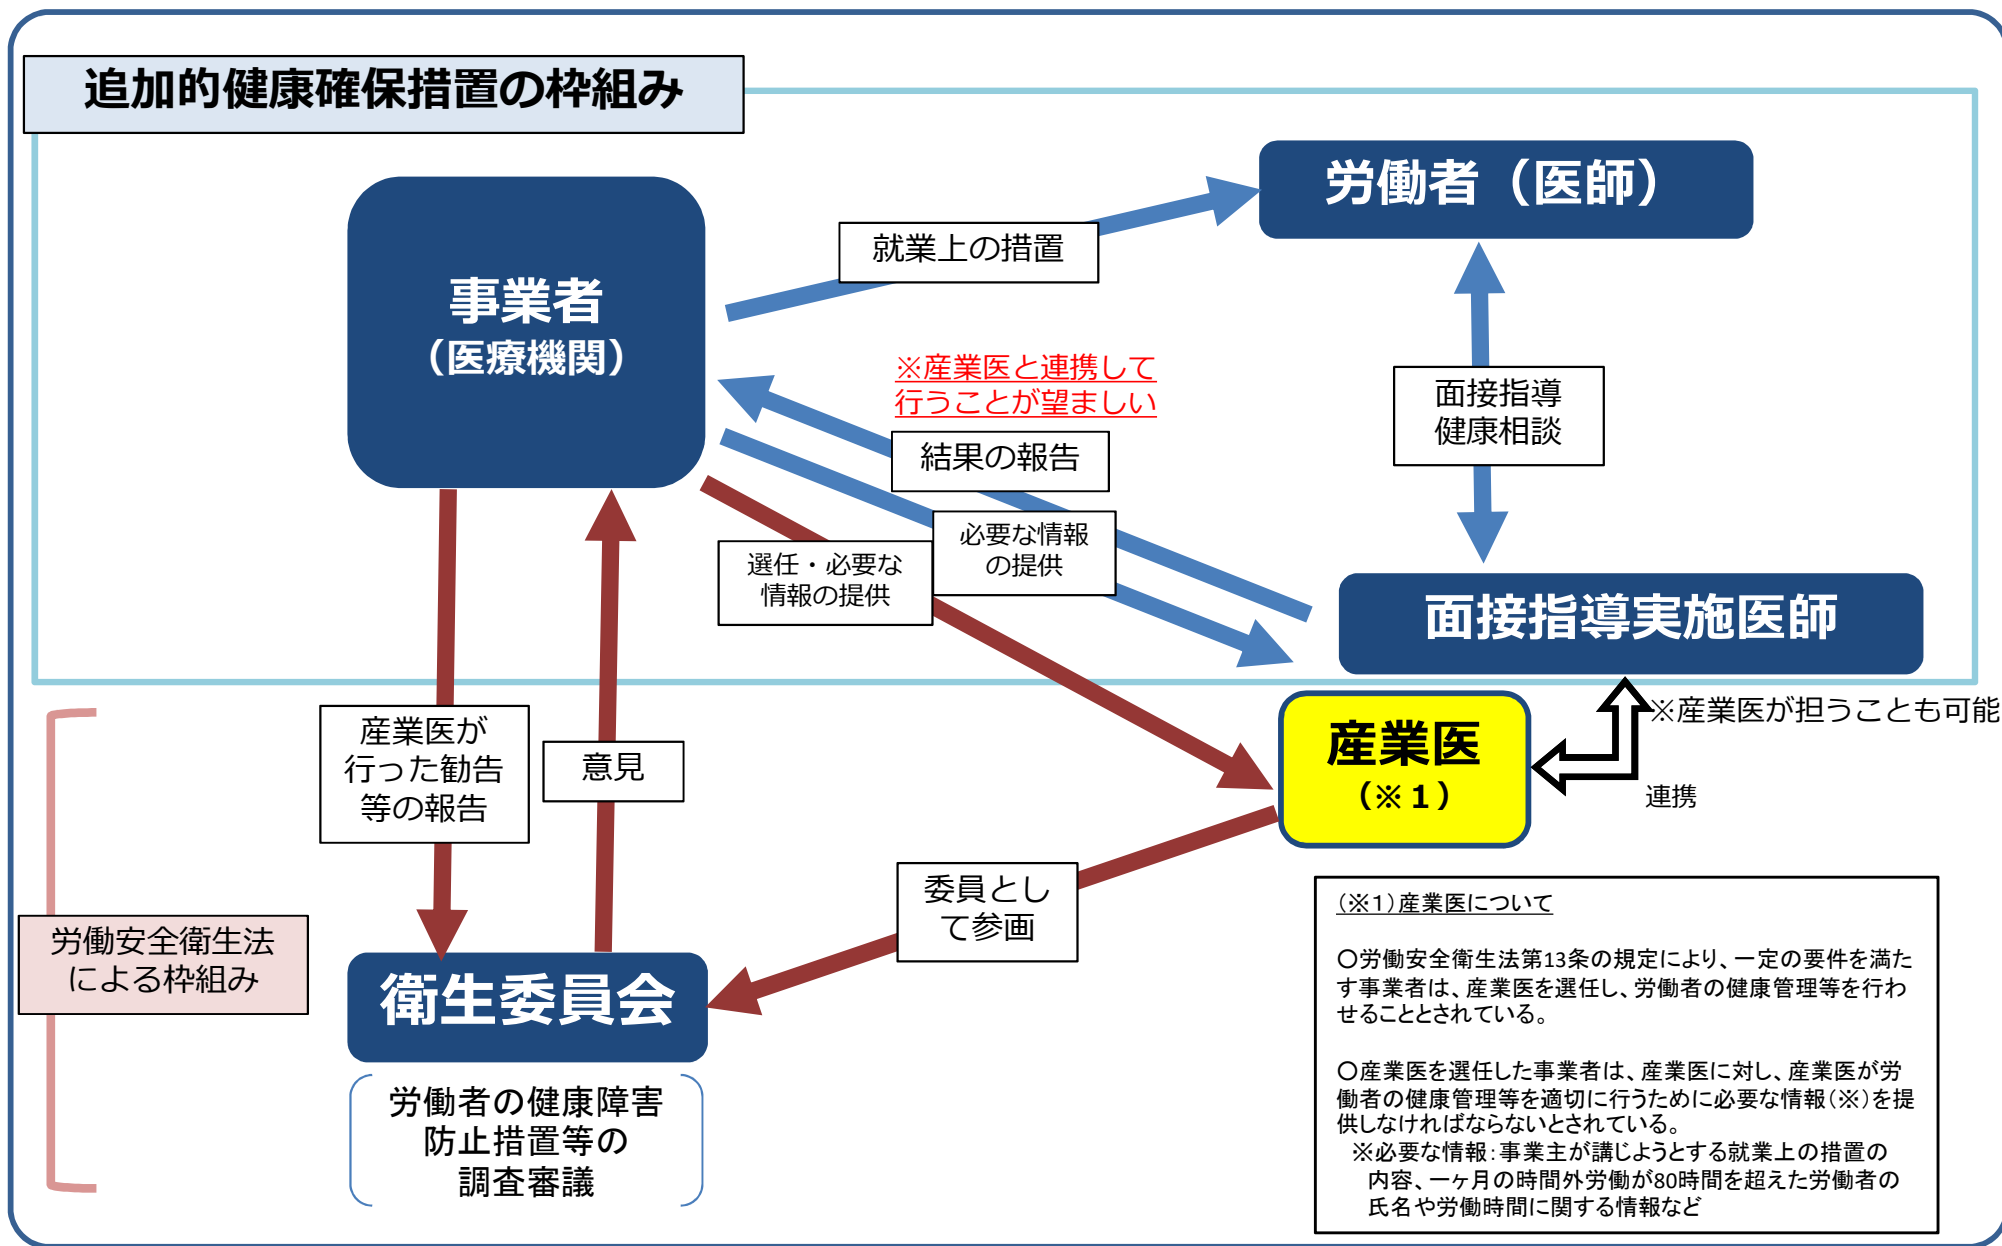 追加的健康確保措置の枠組み
労働者（医師）
事業者
（医療機関）
就業上の措置
※産業医と連携して
行うことが望ましい
結果の報告
面接指導
健康相談
必要な情報
の提供
選任・必要な
情報の提供
面接指導実施医師
※産業医が担うことも可能
連携
産業医
（※１）
産業医が
行った勧告
等の報告
意見
委員とし
て参画
労働安全衛生法
による枠組み
衛生委員会
労働者の健康障害
防止措置等の
調査審議
（※1）産業医について
○労働安全衛生法第13条の規定により、一定の要件を満た
す事業者は、産業医を選任し、労働者の健康管理等を行わ
せることとされている。
○産業医を選任した事業者は、産業医に対し、産業医が労
働者の健康管理等を適切に行うために必要な情報（※）を提
供しなければならないとされている。
※必要な情報：事業主が講じようとする就業上の措置の
内容、一ヶ月の時間外労働が80時間を超えた労働者の
氏名や労働時間に関する情報など